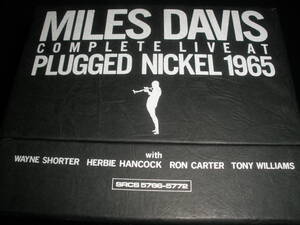 MILES DAVIS
COMPLETE LIVE AT
PLUGGED NICKEL 1965
with
WAYNE SHORTER HERBIE HANCOCK RON CARTER TONY WILLIAMS
SRCS 5766-5772